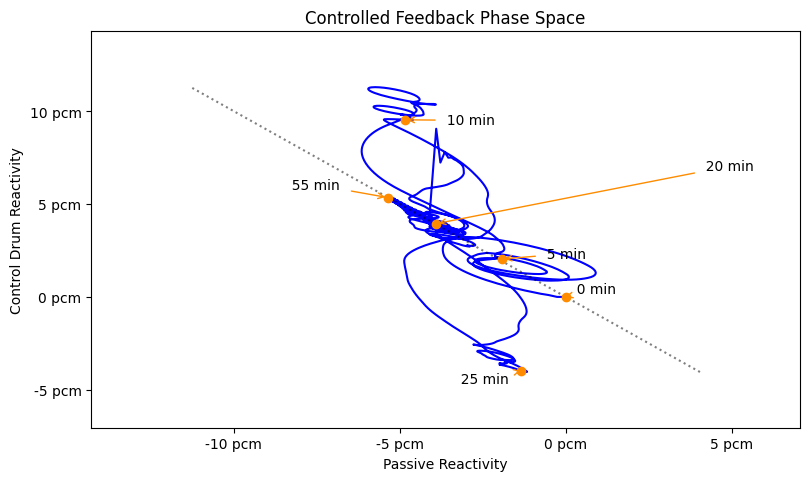 Controlled Feedback Phase Space
Control Drum Reactivity
10 pcm
5 pcm
0 pcm
-5 pcm
10 min
20 min
55 min
5 min
0 min
25 min
-10 pcm
-5 pcm
0 pcm
5 pcm
Passive Reactivity